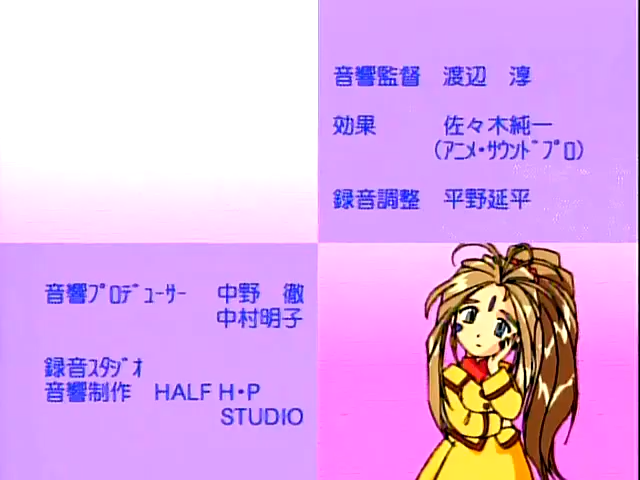 音響監督 渡辺 淳
効果 佐々木純一
(アニメ・サウンドプロ)
録音調整 平野延平
音響プロデューサー 中野 徹
中村明子
録音スタジオ
音響制作 HALF H・P
STUDIO